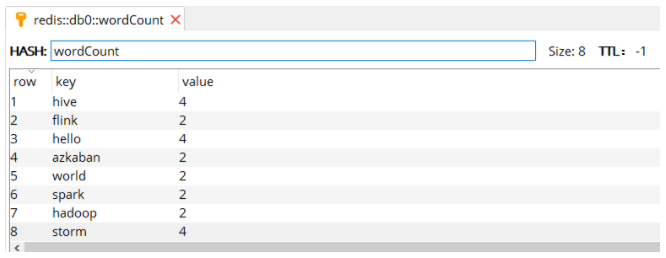 redis::db0::wordCount
HASH: wordCount Size: 8 TTL: -1
row key value
1 hive 4
2 flink 2
3 hello 4
4 azkaban 2
5 world 2
6 spark 2
7 hadoop 2
8 storm 4